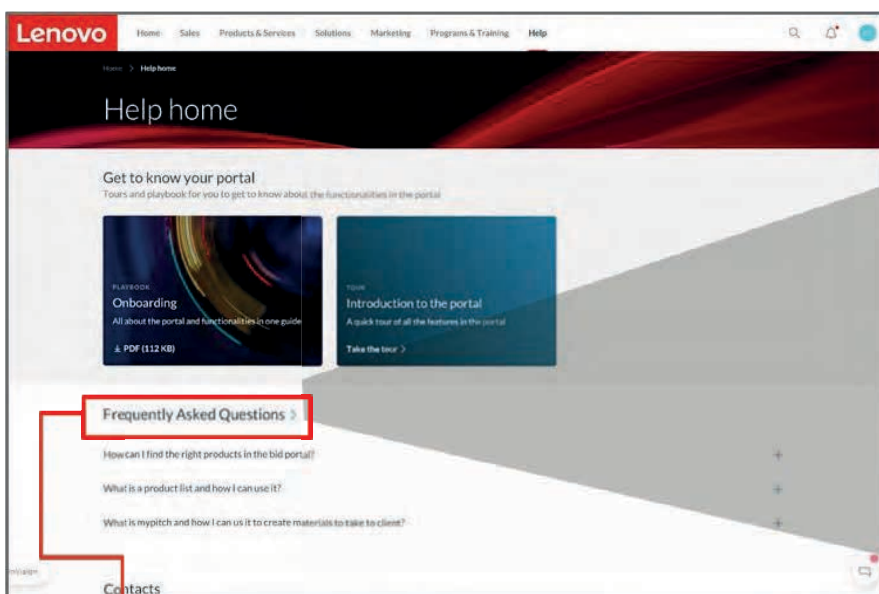 Lenovo
Home Sales Products & Services Solutions Marketing Programs & Training Help
Home > Help home
Help home
Get to know your portal
Tours and playbook for you to get to know about the functionalities in the portal
PLAYBOOK
Onboarding
All about the portal and functionalities in one guide
PDF (112 KB)
TOUR
Introduction to the portal
A quick tour of all the features in the portal
Take the tour >
Frequently Asked Questions >
How can I find the right products in the bid portal?
What is a product list and how I can use it?
What is mypitch and how I can us it to create materials to take to client?
Contacts